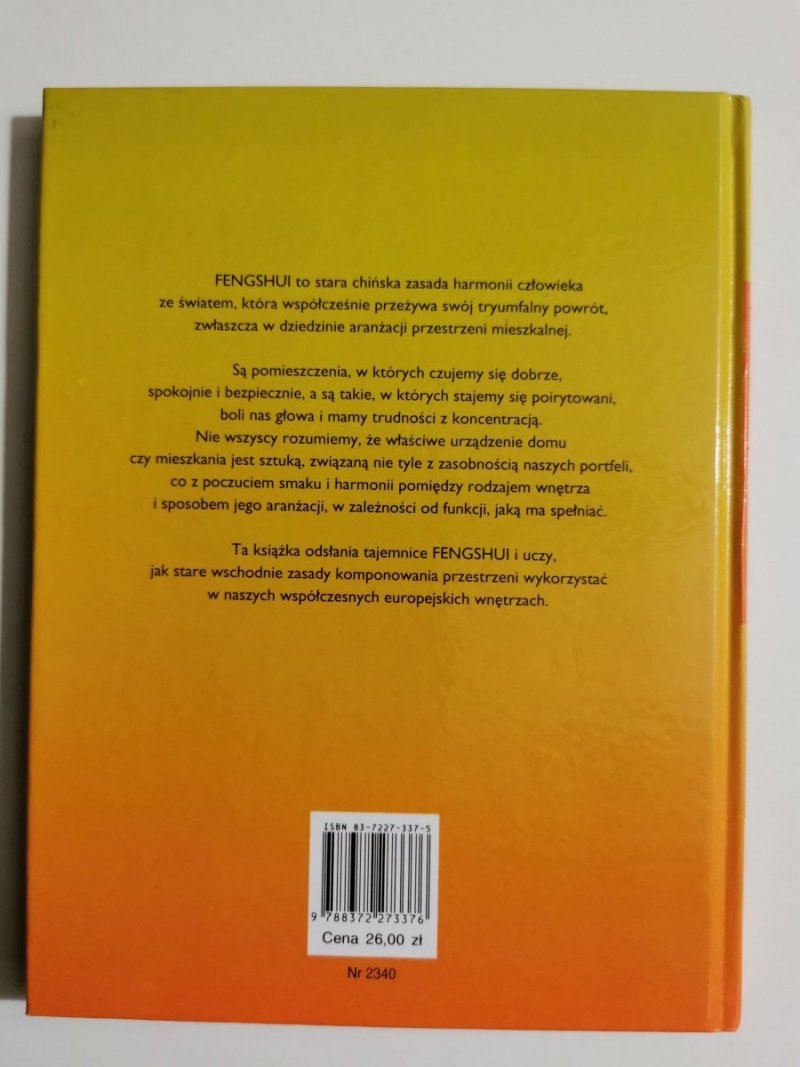 FENGSHUI to stara chińska zasada harmonii człowieka
ze światem, która współcześnie przeżywa swój tryumfalny powrót,
zwłaszcza w dziedzinie aranżacji przestrzeni mieszkalnej.
Są pomieszczenia, w których czujemy się dobrze,
spokojnie i bezpiecznie, a są takie, w których stajemy się poirytowani,
boli nas głowa i mamy trudności z koncentracją.
Nie wszyscy rozumiemy, że właściwe urządzenie domu
czy mieszkania jest sztuką, związaną nie tyle z zasobnością naszych portfeli,
co z poczuciem smaku i harmonii pomiędzy rodzajem wnętrza
i sposobem jego aranżacji, w zależności od funkcji, jaką ma spełniać.
Ta książka odsłania tajemnice FENGSHUI i uczy,
jak stare wschodnie zasady komponowania przestrzeni wykorzystać
w naszych współczesnych europejskich wnętrzach.
ISBN 83-7227-337-5
9 788372 273376
Cena 26,00 zł
Nr 2340